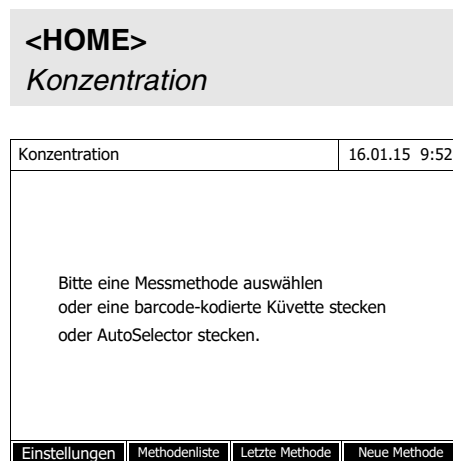 <HOME>
Konzentration
Konzentration 16.01.15 9:52
Bitte eine Messmethode auswählen
oder eine barcode-kodierte Küvette stecken
oder AutoSelector stecken.
Einstellungen Methodenliste Letzte Methode Neue Methode